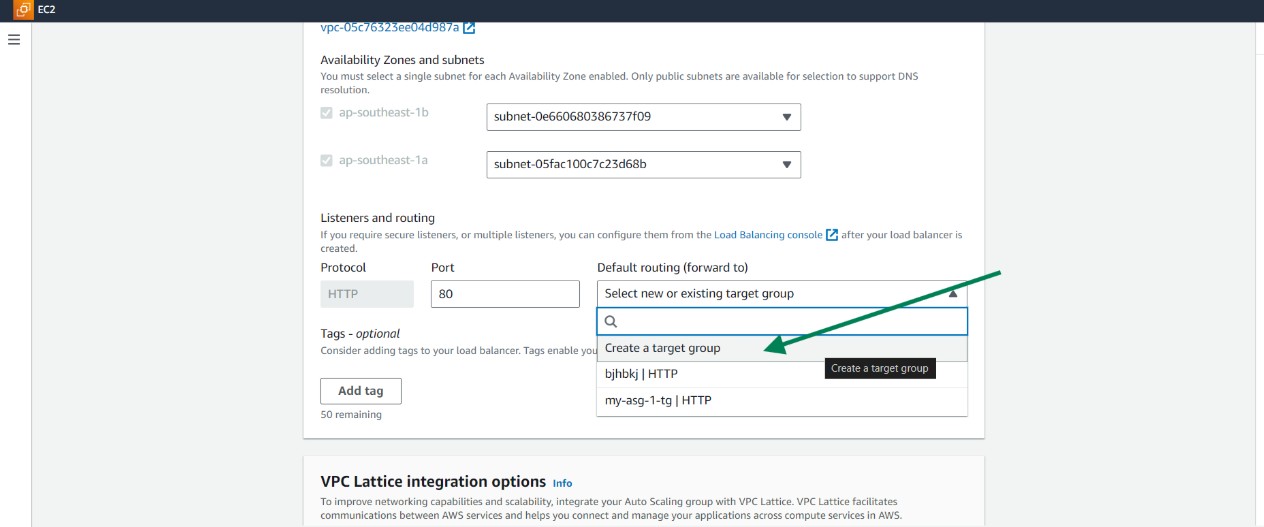 EC2
vpc-05c76323ee04d987a
Availability Zones and subnets
You must select a single subnet for each Availability Zone enabled. Only public subnets are available for selection to support DNS
resolution.
ap-southeast-1b
subnet-0e660680386737f09
ap-southeast-1a
subnet-05fac100c7c23d68b
Listeners and routing
If you require secure listeners, or multiple listeners, you can configure them from the Load Balancing console after your load balancer is
created.
Protocol Port Default routing (forward to)
HTTP 80 Select new or existing target group
Tags - optional
Consider adding tags to your load balancer. Tags enable you
Create a target group
Create a target group
bjhbkj | HTTP
my-asg-1-tg | HTTP
Add tag
50 remaining
VPC Lattice integration options Info
To improve networking capabilities and scalability, integrate your Auto Scaling group with VPC Lattice. VPC Lattice facilitates
communications between AWS services and helps you connect and manage your applications across compute services in AWS.